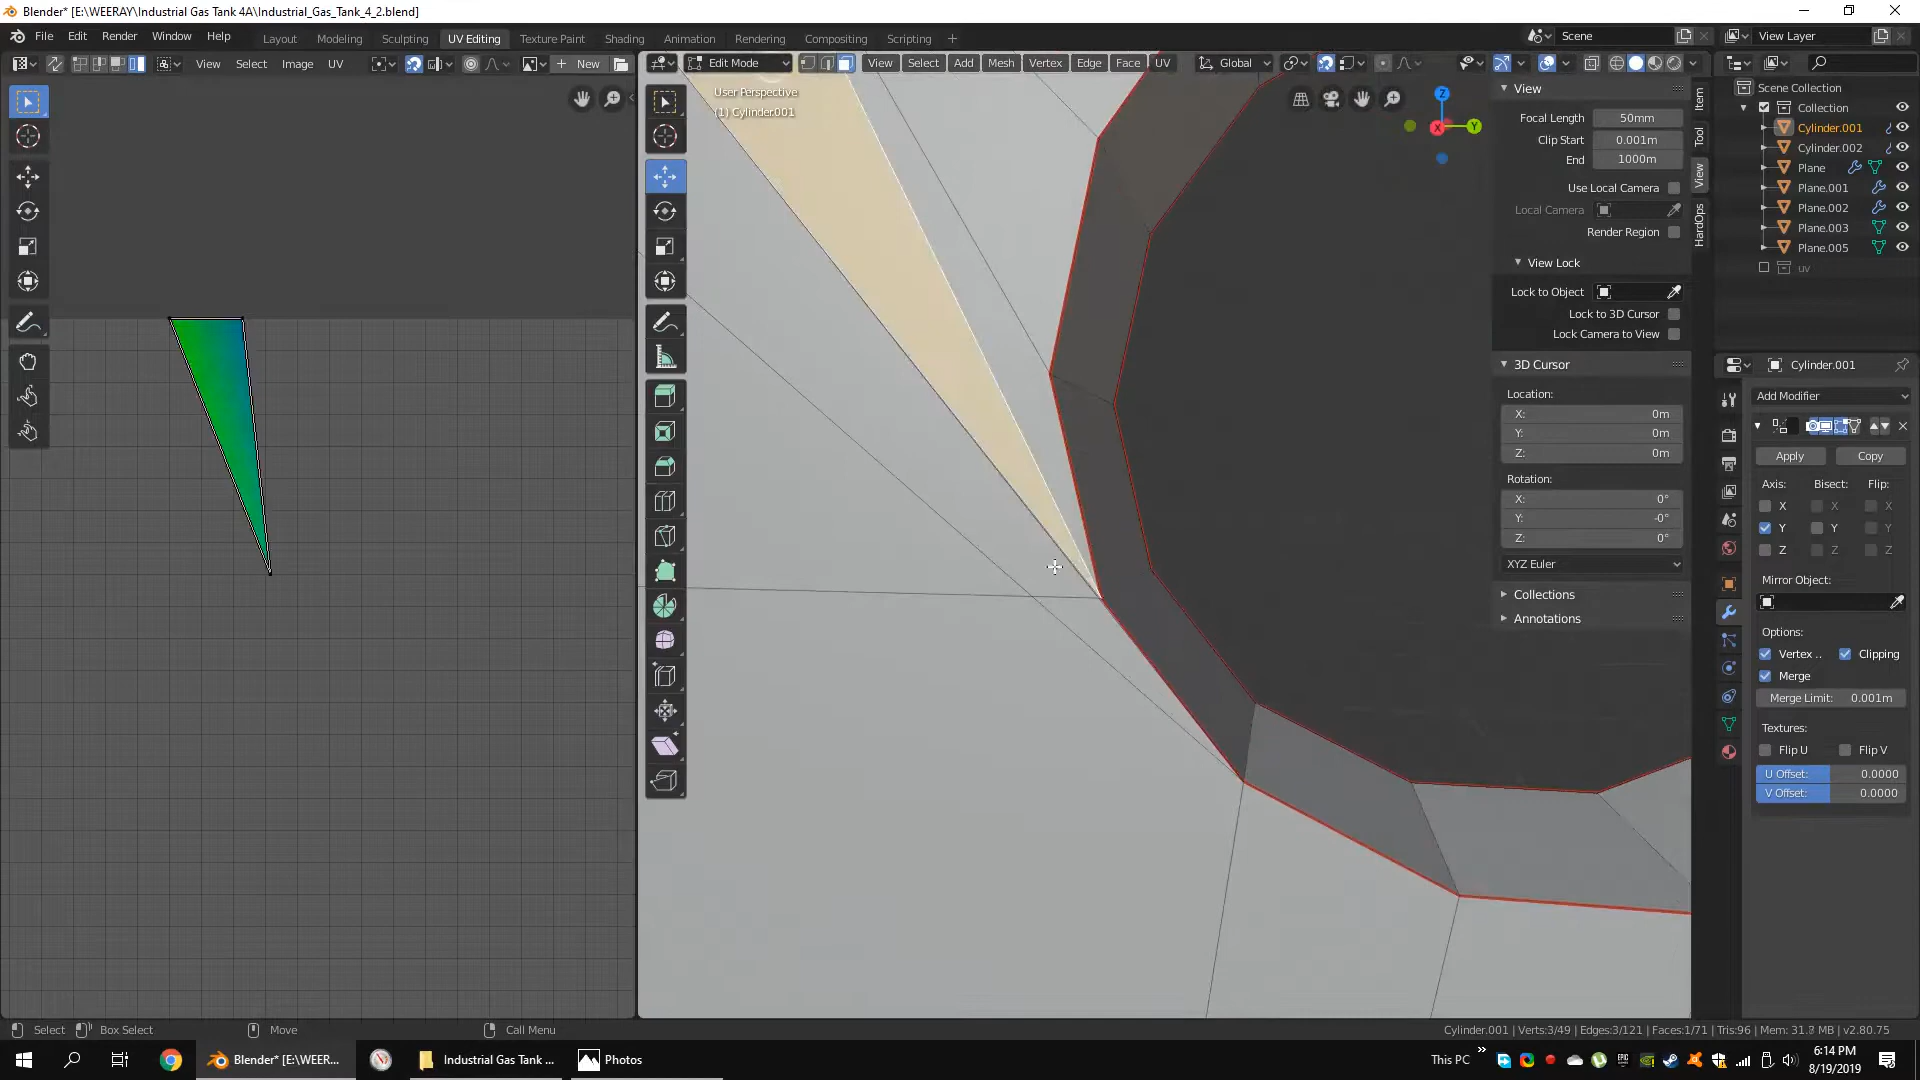 Blender* [E:\WEERAY\Industrial Gas Tank 4A\Industrial_Gas_Tank_4_2.blend]
File Edit Render Window Help Layout Modeling Sculpting UV Editing Texture Paint Shading Animation Rendering Compositing Scripting Scene View Layer
View Select Image UV New Edit Mode View Select Add Mesh Vertex Edge Face UV Global
User Perspective
(1) Cylinder.001
View
Focal Length 50mm
Clip Start 0.001m
End 1000m
Use Local Camera
Local Camera
Render Region
View Lock
Lock to Object
Lock to 3D Cursor
Lock Camera to View
3D Cursor
Location:
X: 0m
Y: 0m
Z: 0m
Rotation:
X: 0°
Y: -0°
Z: 0°
XYZ Euler
Collections
Annotations
Item
Tool
View
HardOps
Z
Y
X
Scene Collection
Collection
Cylinder.001
Cylinder.002
Plane
Plane.001
Plane.002
Plane.003
Plane.005
uv
Cylinder.001
Add Modifier
Apply Copy
Axis: Bisect: Flip:
X X X
Y Y Y
Z Z Z
Mirror Object:
Options:
Vertex .. Clipping
Merge
Merge Limit: 0.001m
Textures:
Flip U Flip V
U Offset: 0.0000
V Offset: 0.0000
Select Box Select Move Call Menu Cylinder.001 | Verts:3/49 | Edges:3/121 | Faces:1/71 | Tris:96 | Mem: 31.8 MB | v2.80.75
Blender* [E:\WEER... Industrial Gas Tank ... Photos This PC
6:14 PM
8/19/2019